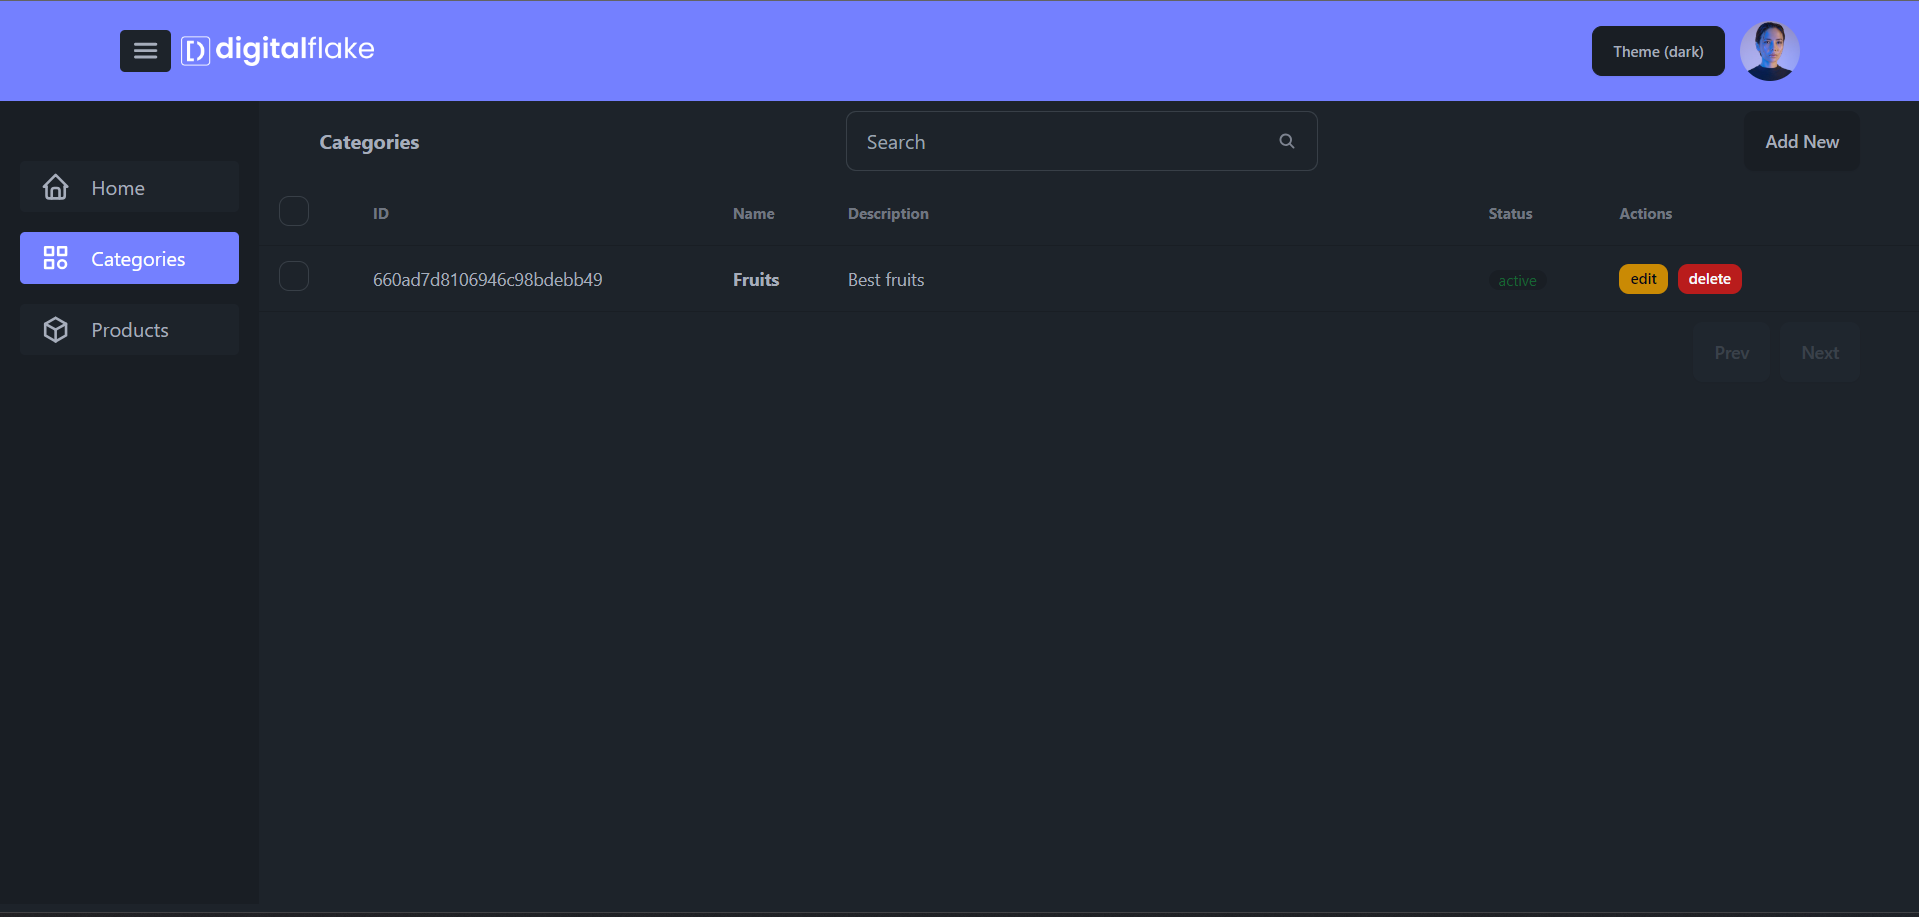 digitalflake
Theme (dark)
Categories
Search
Add New
Home
Categories
Products
ID Name Description Status Actions
660ad7d8106946c98bdebb49 Fruits Best fruits active edit delete
Prev Next